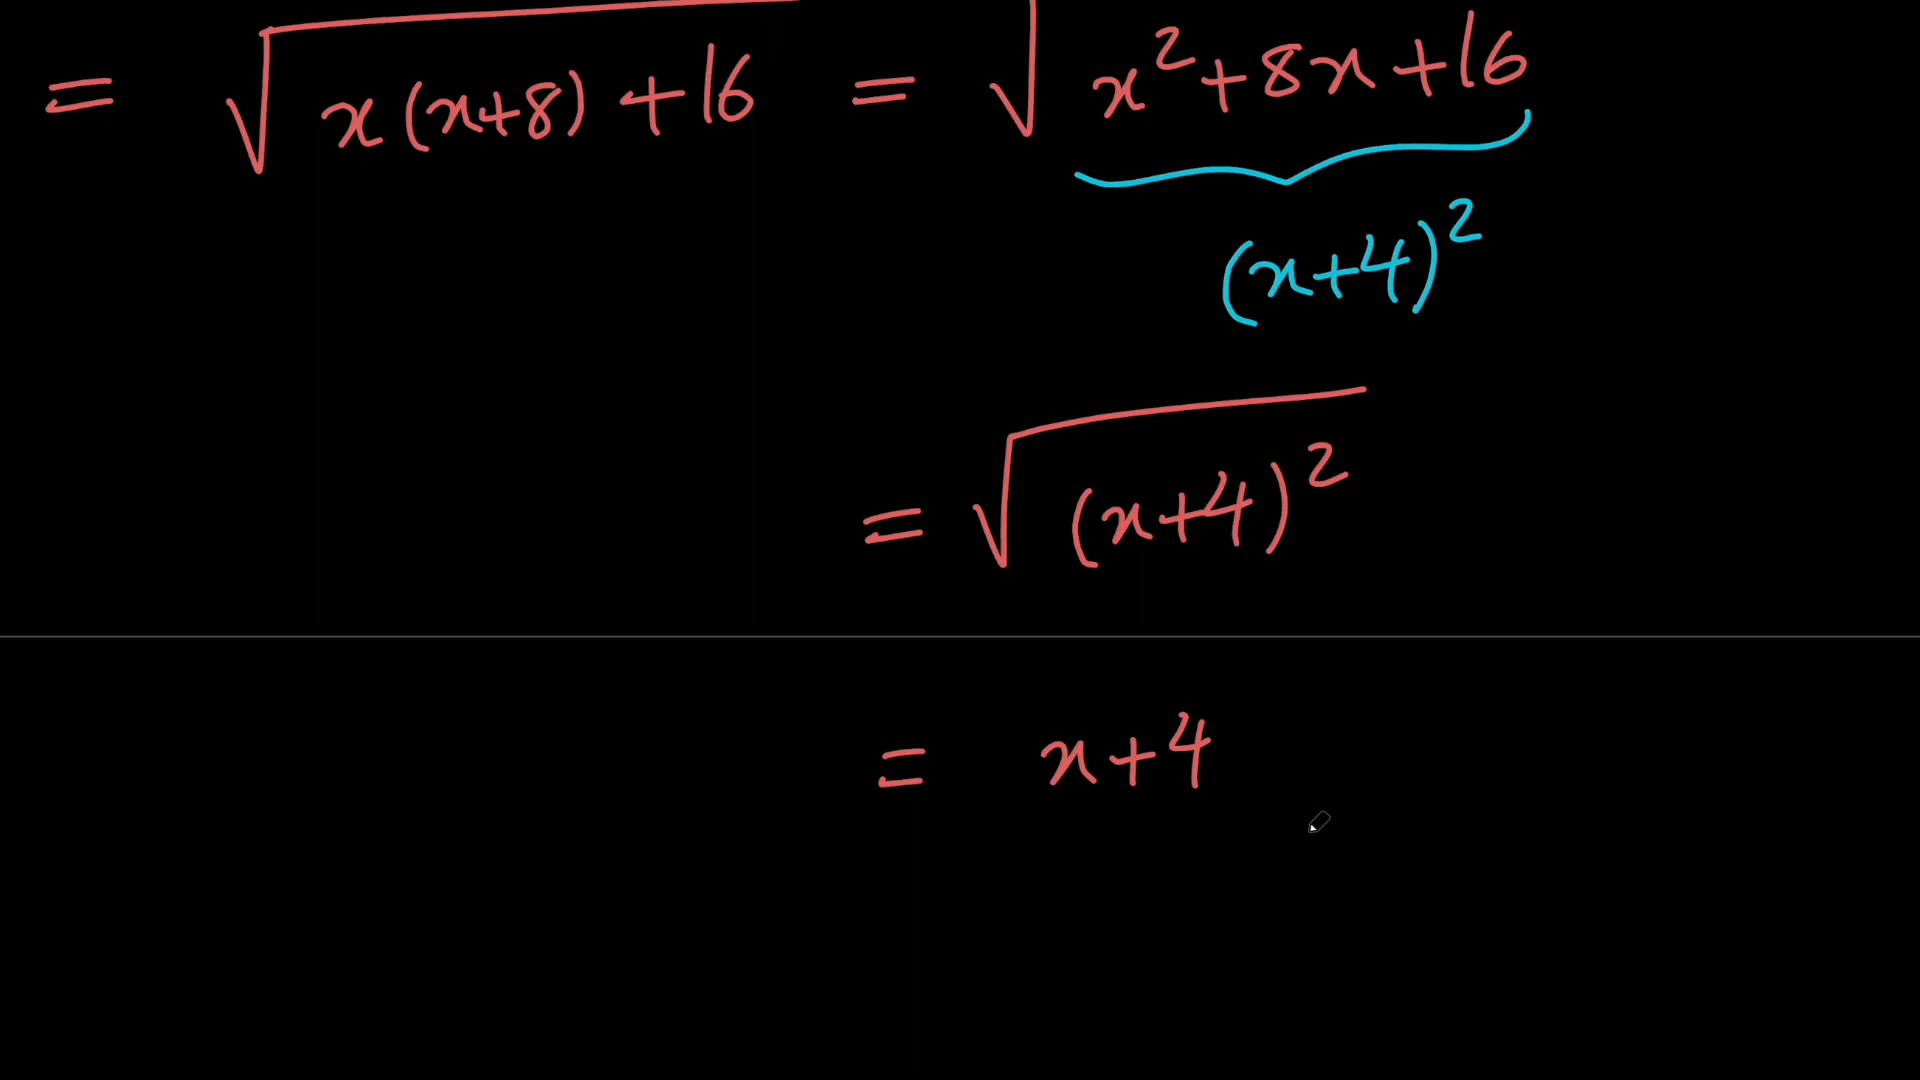 = √x(x+8) +16 = √x²+8x+16
(x+4)²
= √(x+4)²
= x+4